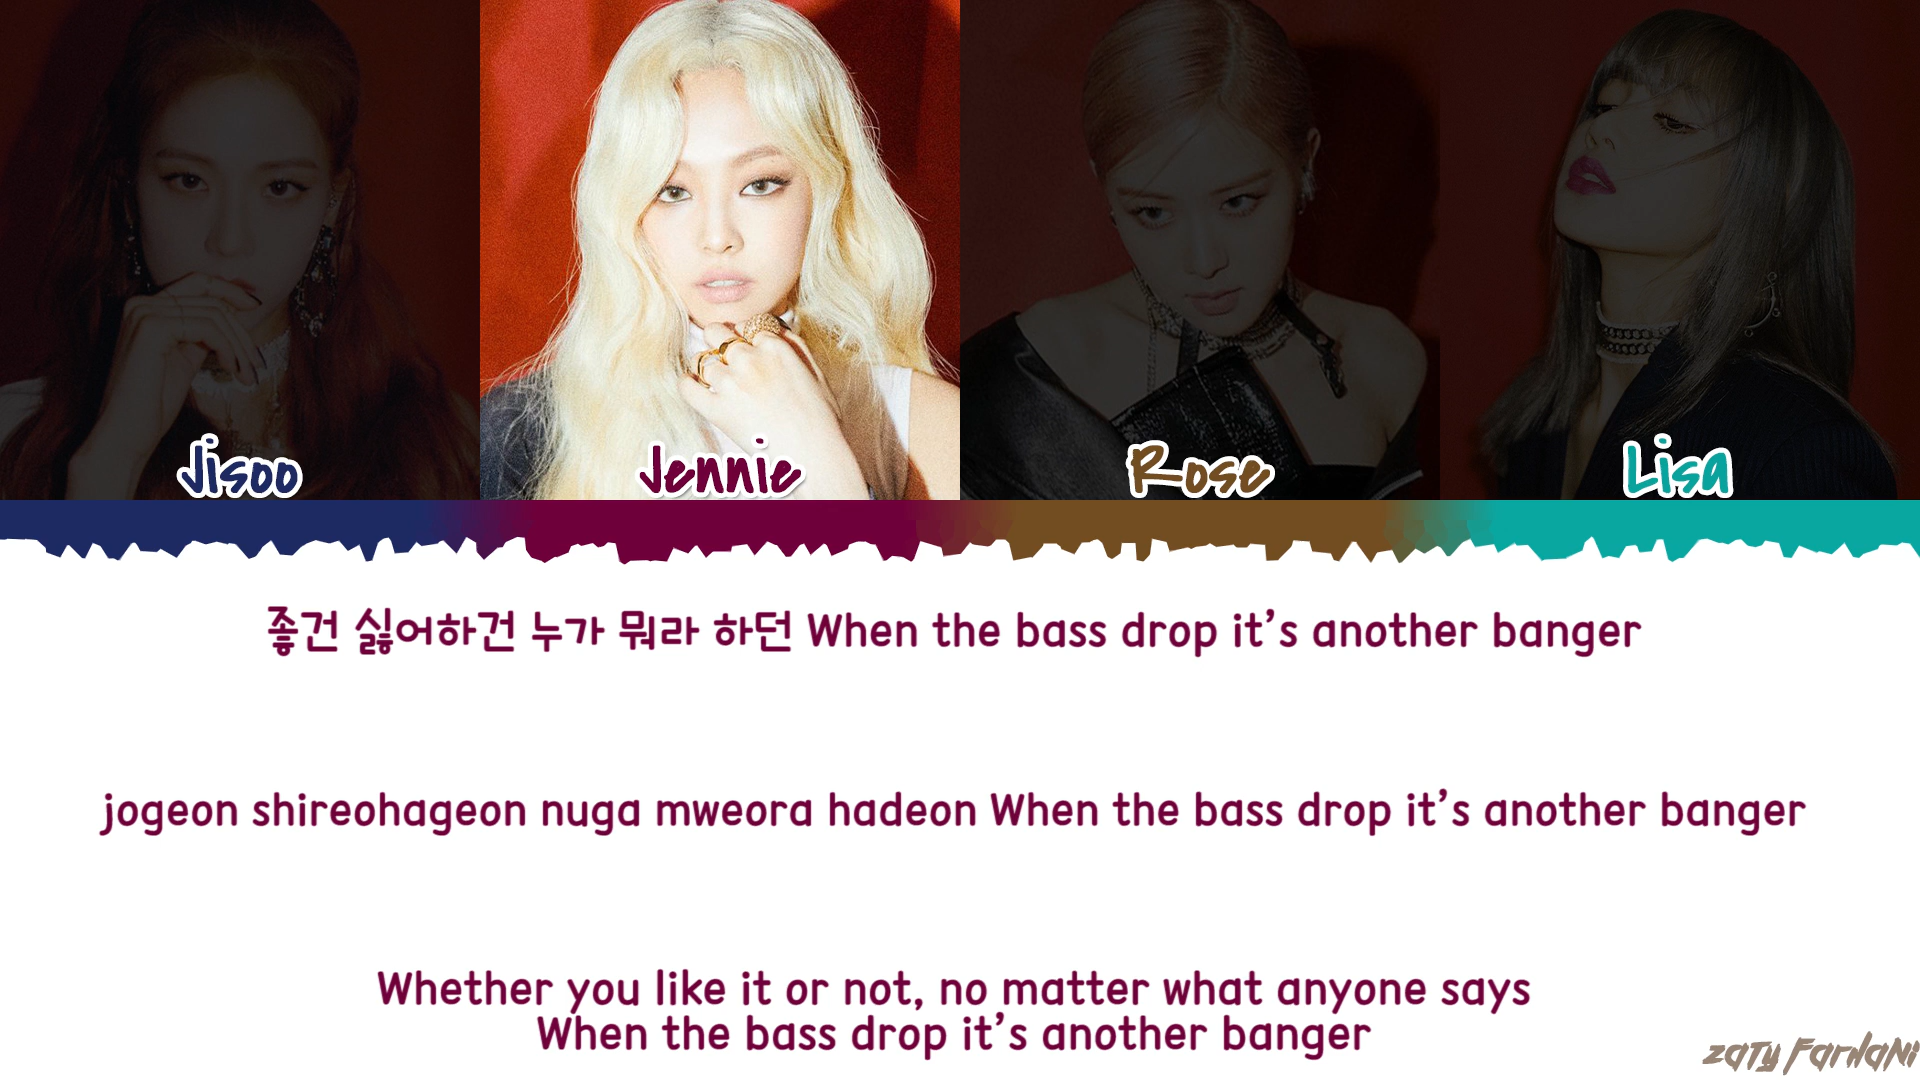 Jisoo
Jennie
Rose
Lisa
좋건 싫어하건 누가 뭐라 하던 When the bass drop it’s another banger
jogeon shireohageon nuga mweora hadeon When the bass drop it’s another banger
Whether you like it or not, no matter what anyone says
When the bass drop it’s another banger
Zaty Fardani